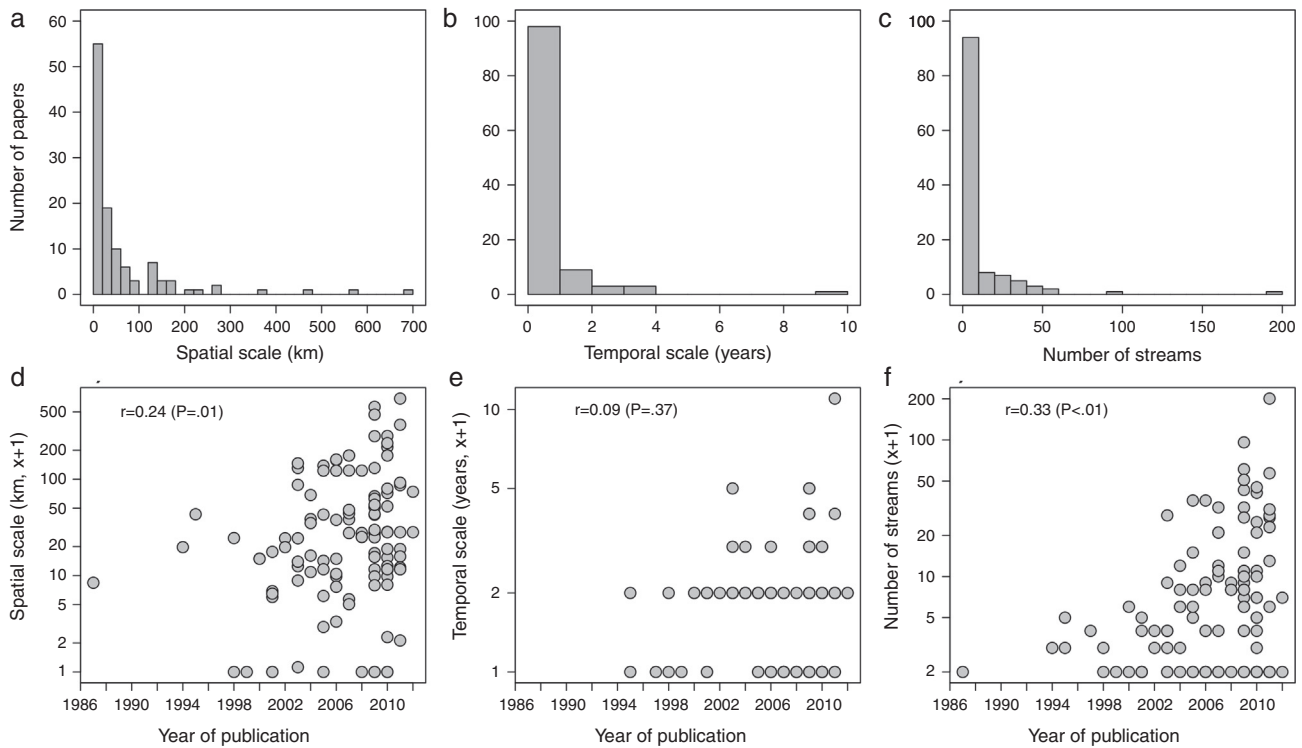 a
b
c
60
50
40
30
20
10
0
Number of papers
0 100 200 300 400 500 600 700
Spatial scale (km)
100
80
60
40
20
0
0 2 4 6 8 10
Temporal scale (years)
100
80
60
40
20
0
0 50 100 150 200
Number of streams
d
e
f
r=0.24 (P=.01)
500
200
100
50
20
10
5
2
1
Spatial scale (km, x+1)
1986 1990 1994 1998 2002 2006 2010
Year of publication
r=0.09 (P=.37)
10
5
2
1
Temporal scale (years, x+1)
1986 1990 1994 1998 2002 2006 2010
Year of publication
r=0.33 (P<.01)
200
100
50
20
10
5
2
Number of streams (x+1)
1986 1990 1994 1998 2002 2006 2010
Year of publication